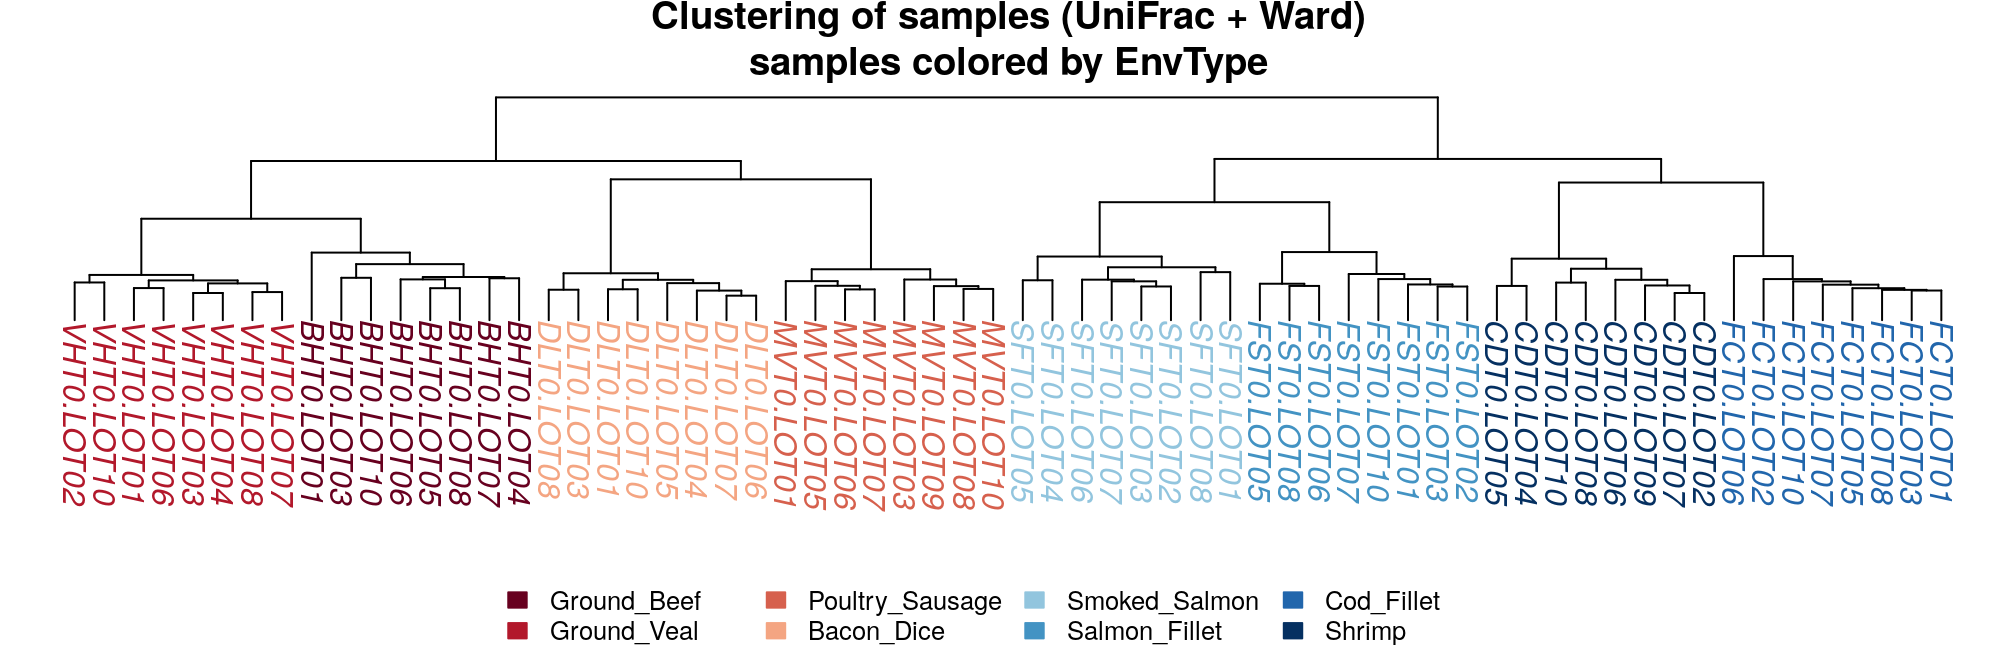 Clustering of samples (UniFrac + Ward)
samples colored by EnvType
VHT0.LOT02
VHT0.LOT10
VHT0.LOT01
VHT0.LOT06
VHT0.LOT03
VHT0.LOT04
VHT0.LOT08
VHT0.LOT07
BHT0.LOT01
BHT0.LOT03
BHT0.LOT10
BHT0.LOT06
BHT0.LOT05
BHT0.LOT08
BHT0.LOT07
BHT0.LOT04
DLT0.LOT08
DLT0.LOT03
DLT0.LOT01
DLT0.LOT10
DLT0.LOT05
DLT0.LOT04
DLT0.LOT07
DLT0.LOT06
MVT0.LOT01
MVT0.LOT05
MVT0.LOT06
MVT0.LOT07
MVT0.LOT03
MVT0.LOT09
MVT0.LOT08
MVT0.LOT10
SFT0.LOT05
SFT0.LOT04
SFT0.LOT06
SFT0.LOT07
SFT0.LOT03
SFT0.LOT02
SFT0.LOT08
SFT0.LOT01
FST0.LOT05
FST0.LOT08
FST0.LOT06
FST0.LOT07
FST0.LOT10
FST0.LOT01
FST0.LOT03
FST0.LOT02
CDT0.LOT05
CDT0.LOT04
CDT0.LOT10
CDT0.LOT08
CDT0.LOT06
CDT0.LOT09
CDT0.LOT07
CDT0.LOT02
FCT0.LOT06
FCT0.LOT02
FCT0.LOT10
FCT0.LOT07
FCT0.LOT05
FCT0.LOT08
FCT0.LOT03
FCT0.LOT01
Ground_Beef
Ground_Veal
Poultry_Sausage
Bacon_Dice
Smoked_Salmon
Salmon_Fillet
Cod_Fillet
Shrimp